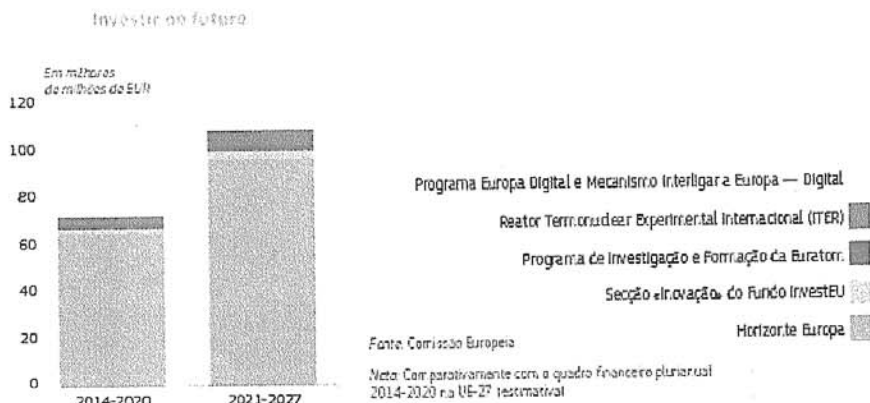 Investir no futuro
Em milhares
de milhões de EUR
120
100
80
60
40
20
0
2014-2020
2021-2027
Programa Europa Digital e Mecanismo Interligar a Europa — Digital
Reator Termonuclear Experimental Internacional (ITER)
Programa de Investigação e Formação da Euratom
Secção «Inovação» do Fundo InvestEU
Horizonte Europa
Fonte: Comissão Europeia
Nota: Comparativamente com o quadro financeiro plurianual
2014-2020 na UE-27 (estimativa)